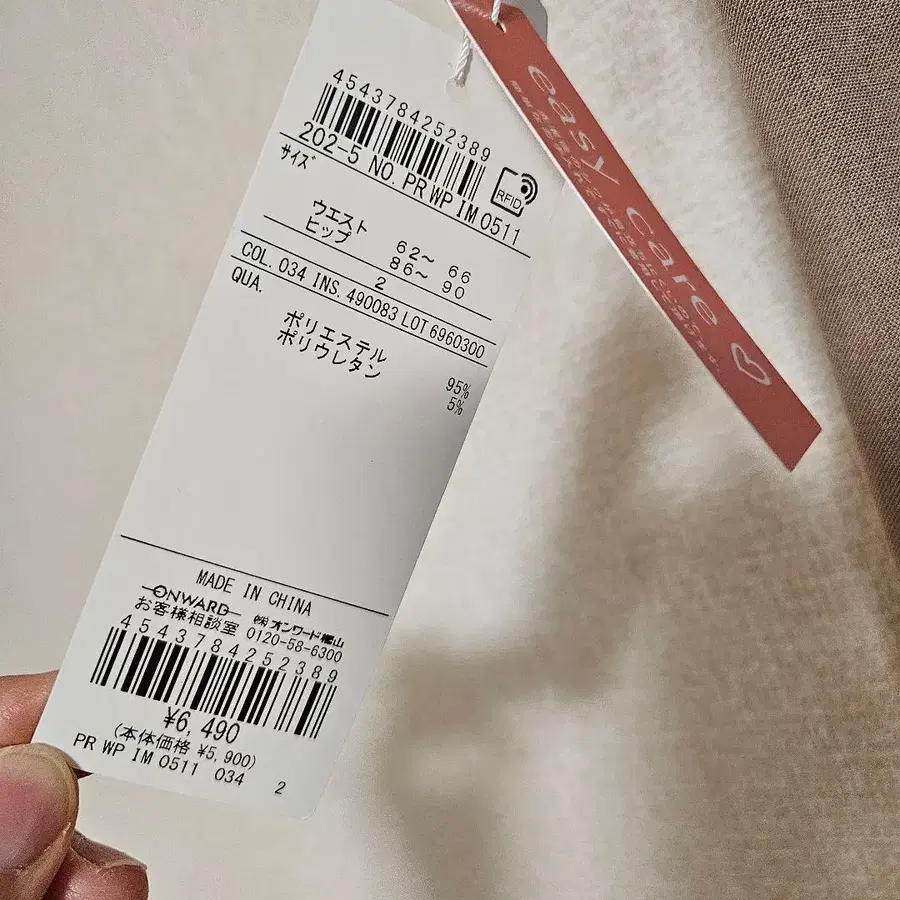 4543784252389
202-5 NO. PR WP IM 0511
RFID
サイズ
ウエスト 62～ 66
ヒップ 86～ 90
2
COL. 034 INS. 490083 LOT 6960300
QUA.
ポリエステル 95%
ポリウレタン 5%
MADE IN CHINA
ONWARD ㈱オンワード樫山
お客様相談室 0120-58-6300
4543784252389
¥6,490
(本体価格 ¥5,900)
PR WP IM 0511 034 2
easy care